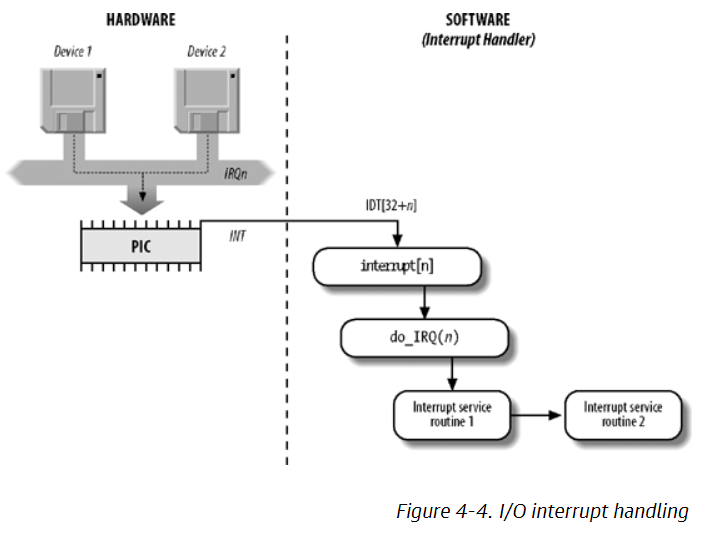 HARDWARE
SOFTWARE
(Interrupt Handler)
Device 1
Device 2
IRQn
PIC
INT
IDT[32+n]
interrupt[n]
do_IRQ(n)
Interrupt service
routine 1
Interrupt service
routine 2
Figure 4-4. I/O interrupt handling